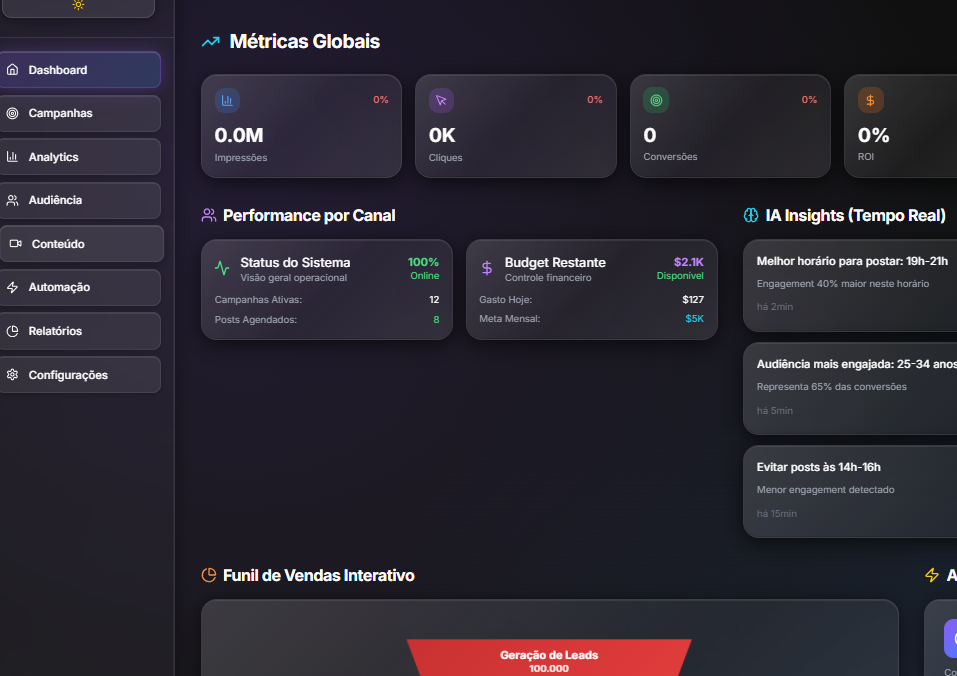 Dashboard
Campanhas
Analytics
Audiência
Conteúdo
Automação
Relatórios
Configurações
Métricas Globais
0%
0.0M
Impressões
0%
0K
Cliques
0%
0
Conversões
0%
ROI
Performance por Canal
Status do Sistema
100%
Visão geral operacional
Online
Campanhas Ativas:
12
Posts Agendados:
8
Budget Restante
$2.1K
Controle financeiro
Disponível
Gasto Hoje:
$127
Meta Mensal:
$5K
IA Insights (Tempo Real)
Melhor horário para postar: 19h-21h
Engagement 40% maior neste horário
há 2min
Audiência mais engajada: 25-34 anos
Representa 65% das conversões
há 5min
Evitar posts às 14h-16h
Menor engagement detectado
há 15min
Funil de Vendas Interativo
Geração de Leads
100.000
A
Co